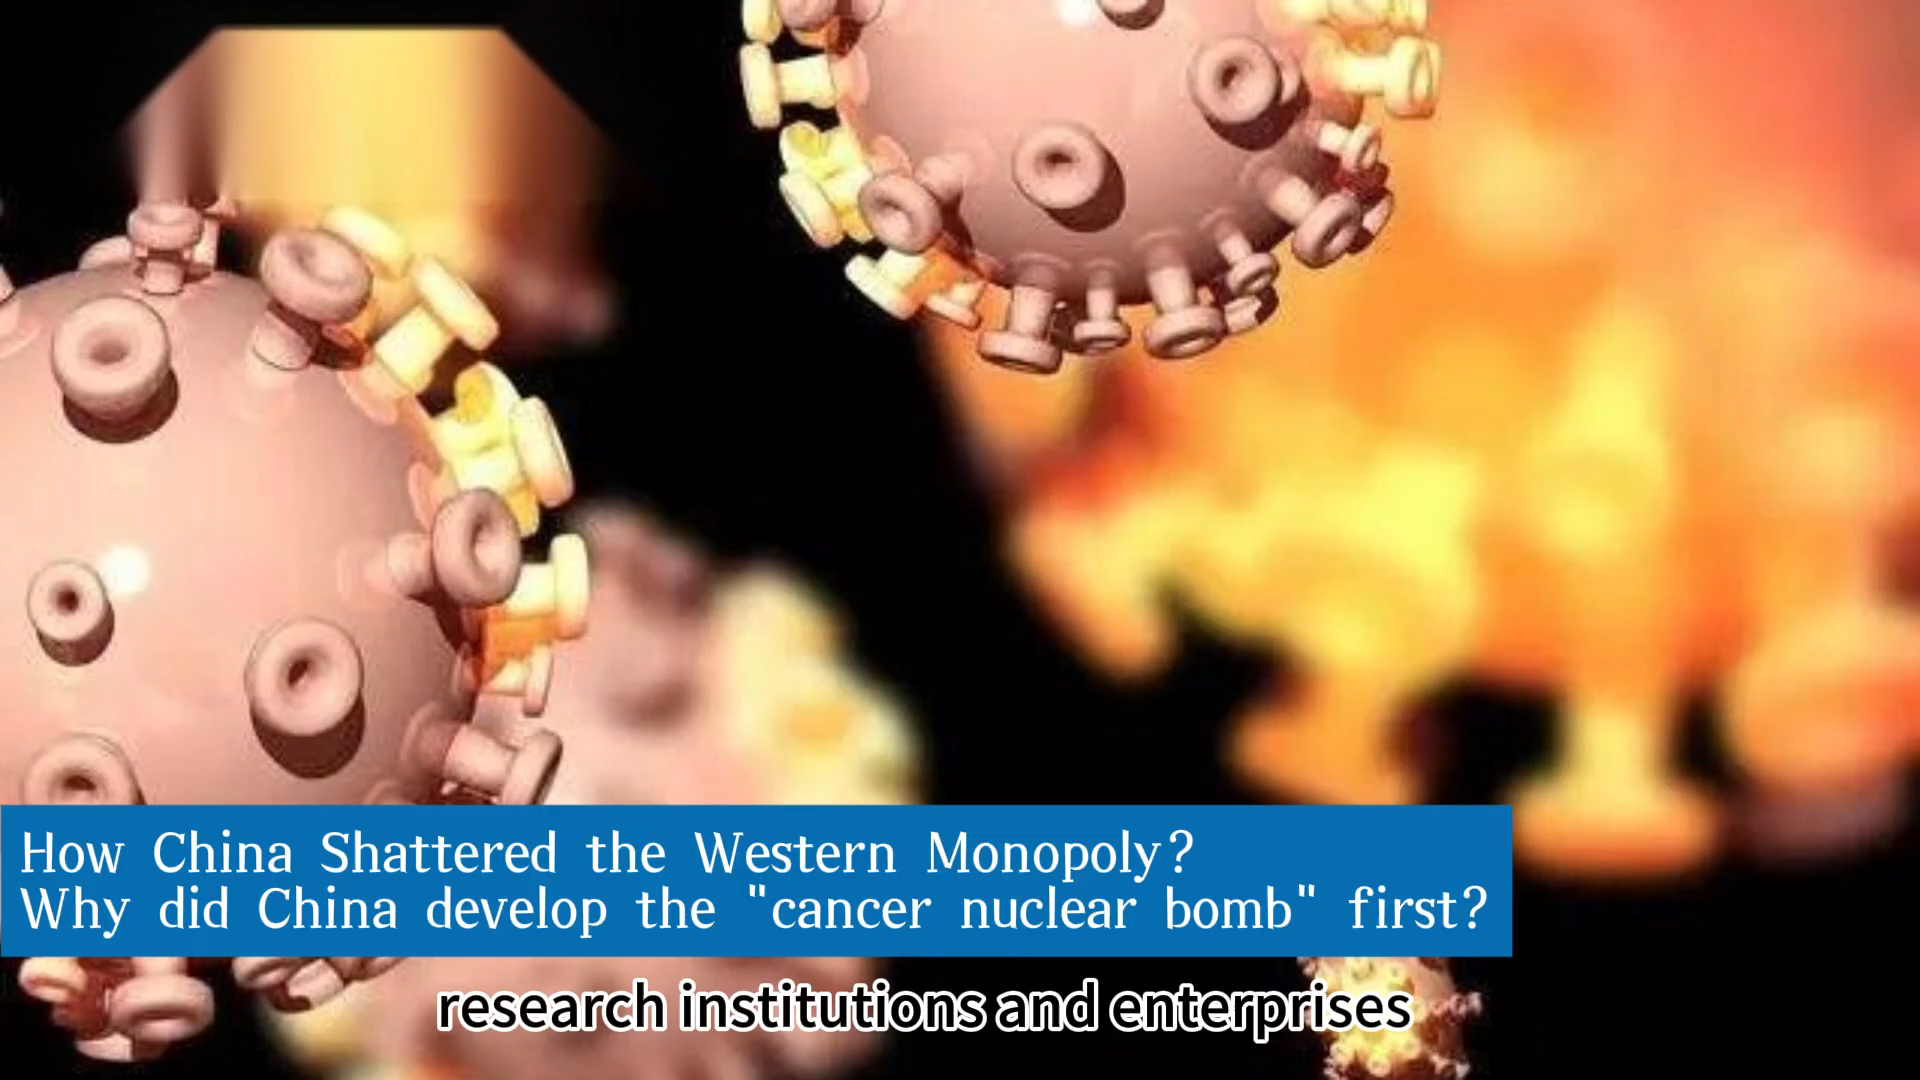 How China Shattered the Western Monopoly?
Why did China develop the "cancer nuclear bomb" first?
research institutions and enterprises